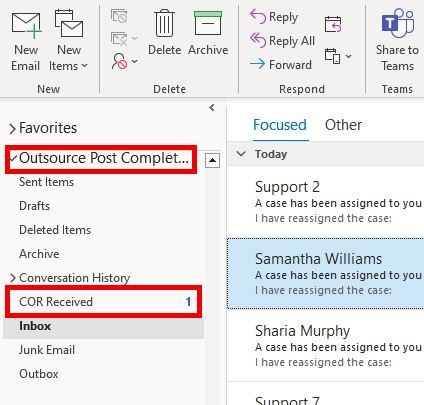 New
Email
New
Items
New
Delete
Archive
Delete
Reply
Reply All
Forward
Respond
Share to
Teams
Teams
Favorites
Outsource Post Complet...
Sent Items
Drafts
Deleted Items
Archive
Conversation History
COR Received 1
Inbox
Junk Email
Outbox
Focused Other
Today
Support 2
A case has been assigned to you
I have reassigned the case:
Samantha Williams
A case has been assigned to you
I have reassigned the case:
Sharia Murphy
A case has been assigned to you
I have reassigned the case:
Support 7